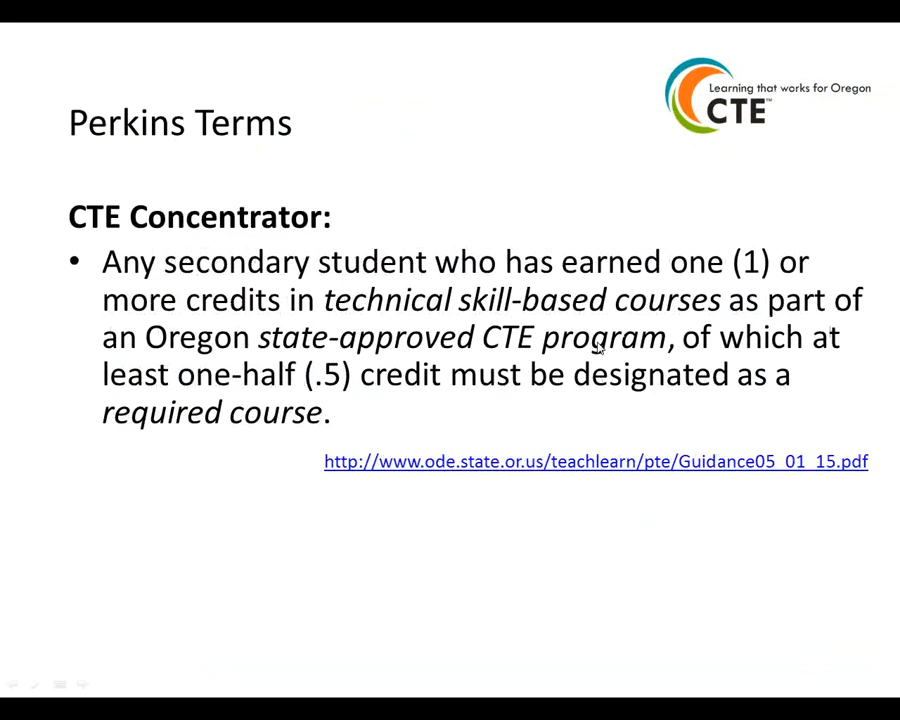 Learning that works for Oregon
CTE™
Perkins Terms
CTE Concentrator:
• Any secondary student who has earned one (1) or
more credits in technical skill-based courses as part of
an Oregon state-approved CTE program, of which at
least one-half (.5) credit must be designated as a
required course.
http://www.ode.state.or.us/teachlearn/pte/Guidance05_01_15.pdf